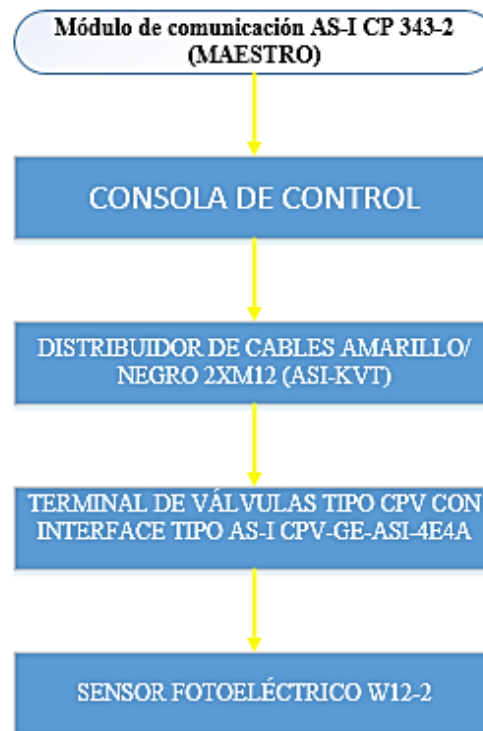 Módulo de comunicación AS-I CP 343-2
(MAESTRO)
CONSOLA DE CONTROL
DISTRIBUIDOR DE CABLES AMARILLO/
NEGRO 2XM12 (ASI-KVT)
TERMINAL DE VÁLVULAS TIPO CPV CON
INTERFACE TIPO AS-I CPV-GE-ASI-4E4A
SENSOR FOTOELÉCTRICO W12-2